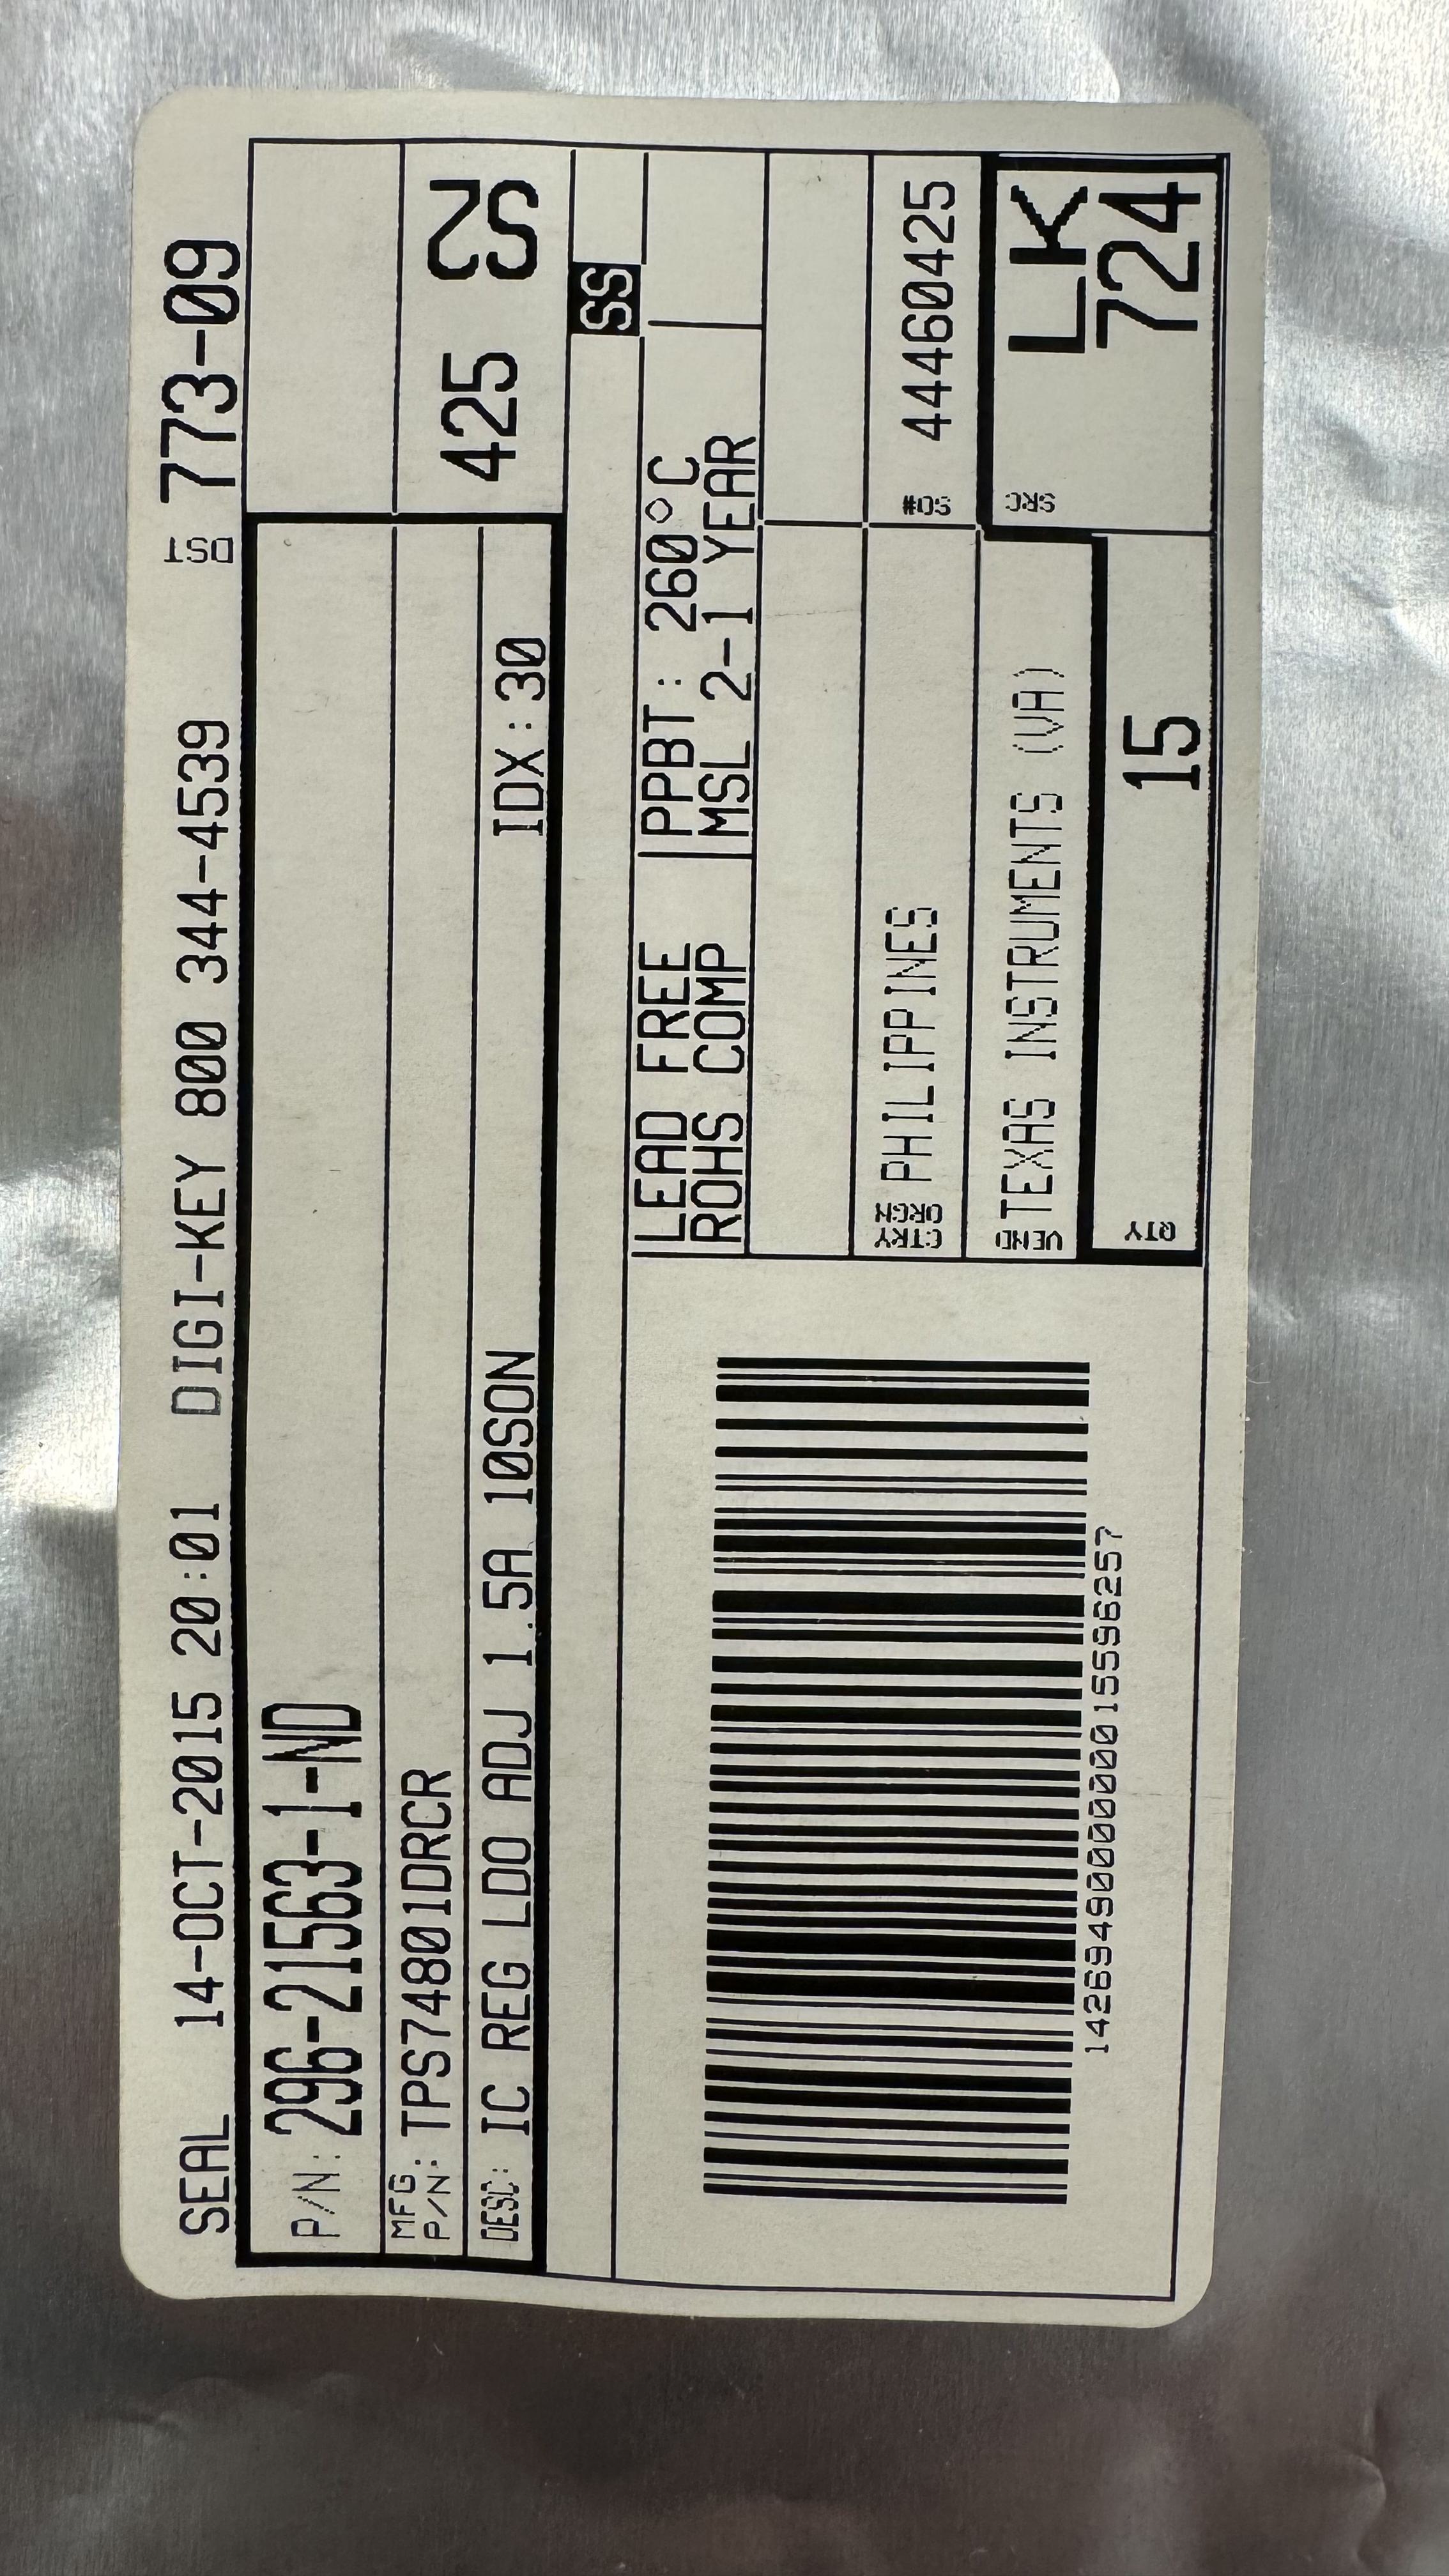 SEAL 14-OCT-2015 20:01 DIGI-KEY 800 344-4539 DST 773-09
P/N: 296-21563-1-ND
MFG P/N: TPS74801DRCR
425 S2
DESC: IC REG LDO ADJ 1.5A 10SON IDX:30
SS
LEAD FREE
ROHS COMP
PPBT: 260°C
MSL 2-1 YEAR
CTRY ORGN PHILIPPINES
SO# 44460425
VEND TEXAS INSTRUMENTS (VA)
SRC LK
724
QTY 15